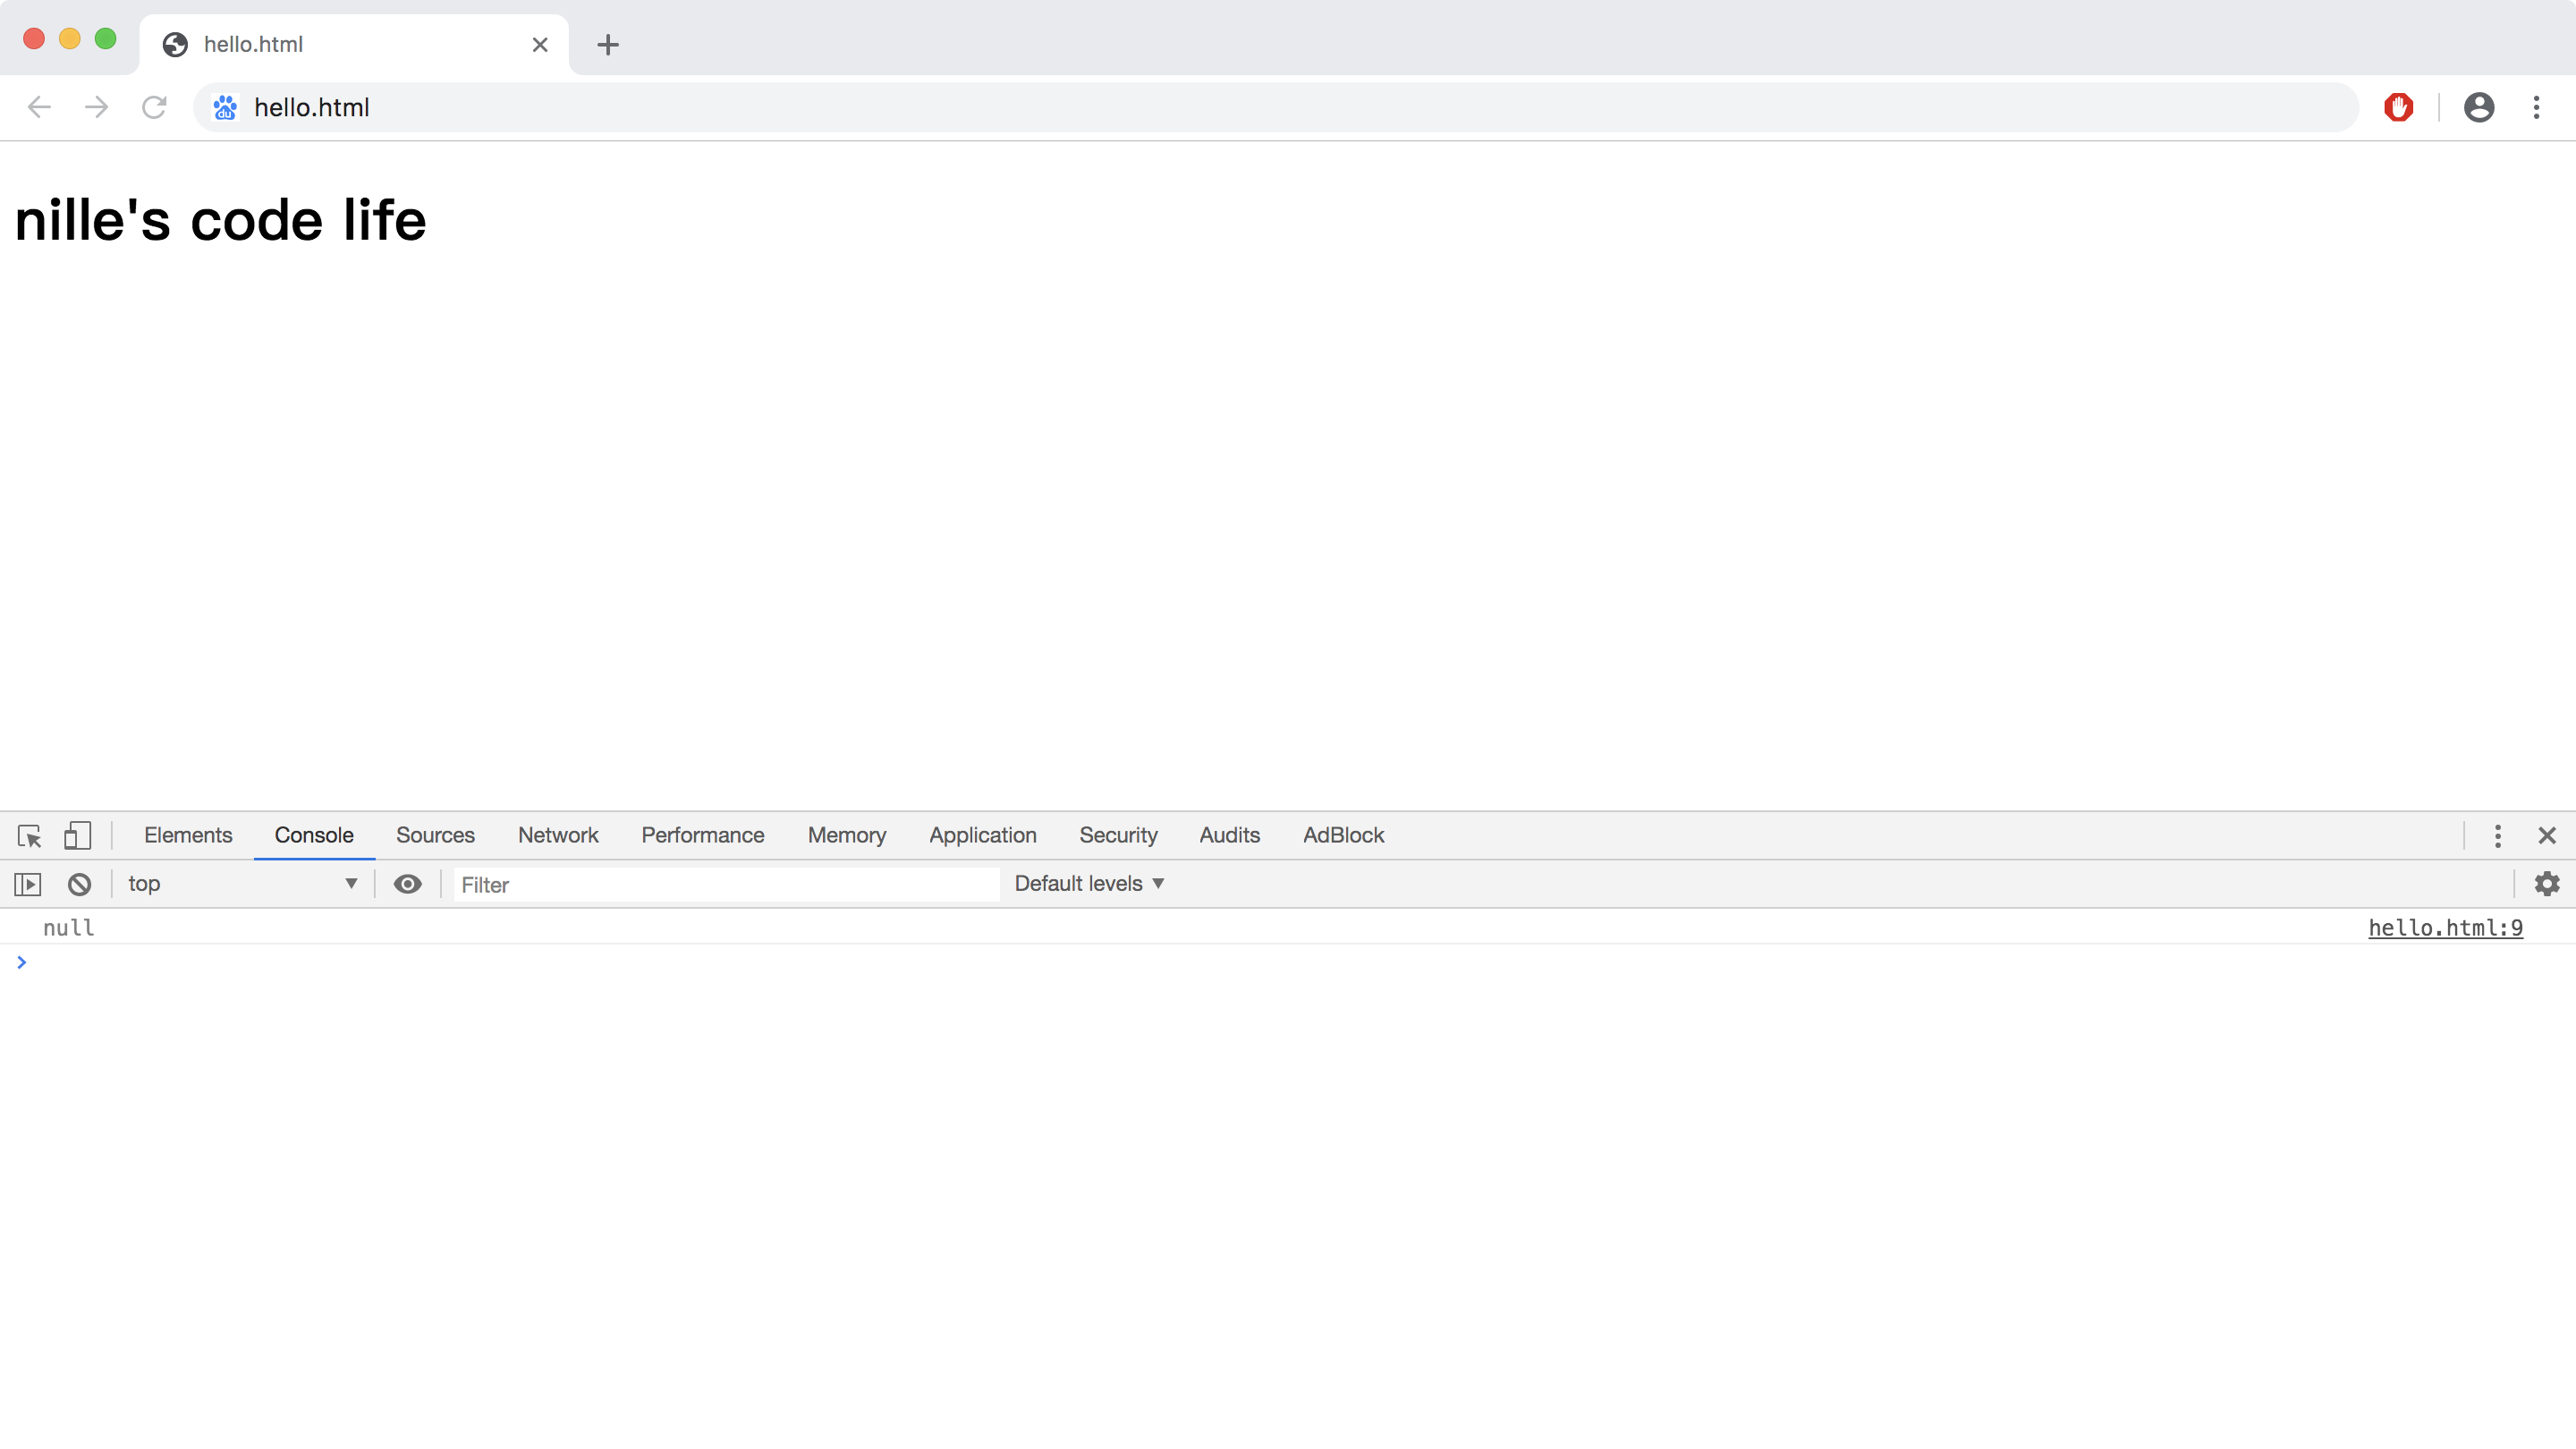 hello.html
du hello.html
nille's code life
Elements Console Sources Network Performance Memory Application Security Audits AdBlock
top Filter Default levels
null hello.html:9